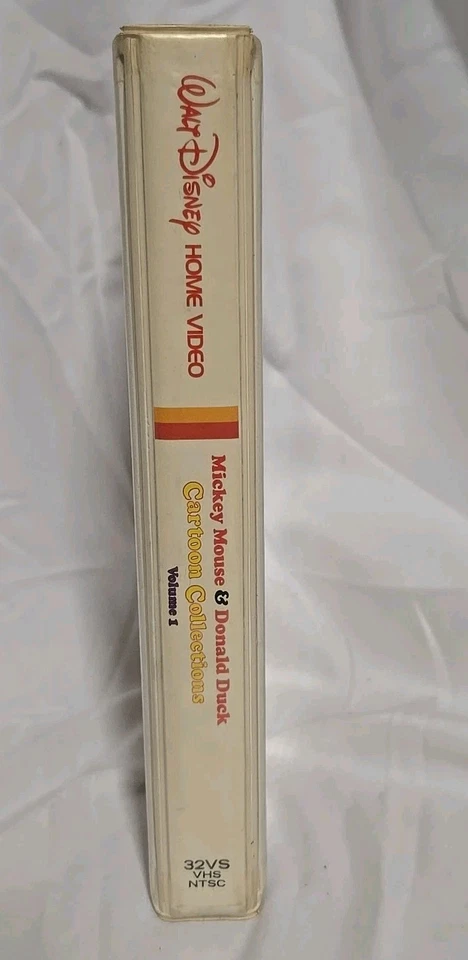 WALT DISNEY HOME VIDEO
Mickey Mouse & Donald Duck
Cartoon Collections
Volume 1
32VS
VHS
NTSC